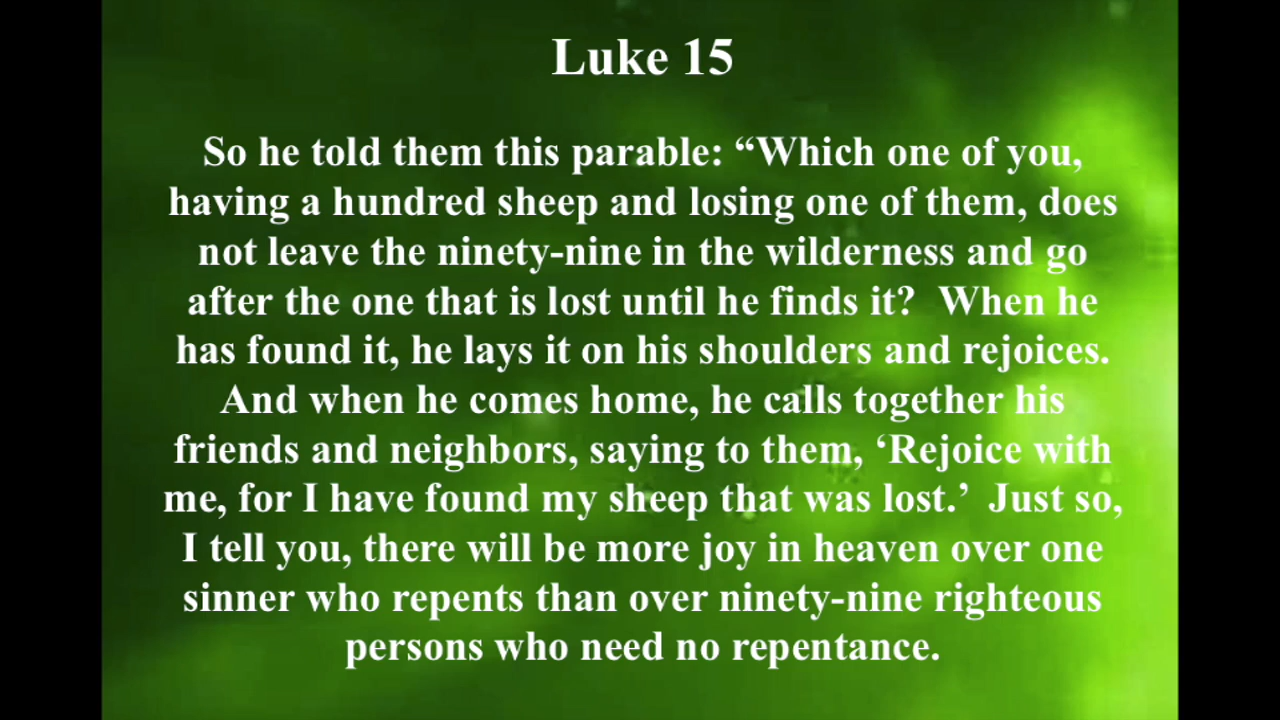 Luke 15
So he told them this parable: “Which one of you,
having a hundred sheep and losing one of them, does
not leave the ninety-nine in the wilderness and go
after the one that is lost until he finds it?  When he
has found it, he lays it on his shoulders and rejoices.
And when he comes home, he calls together his
friends and neighbors, saying to them, ‘Rejoice with
me, for I have found my sheep that was lost.’  Just so,
I tell you, there will be more joy in heaven over one
sinner who repents than over ninety-nine righteous
persons who need no repentance.